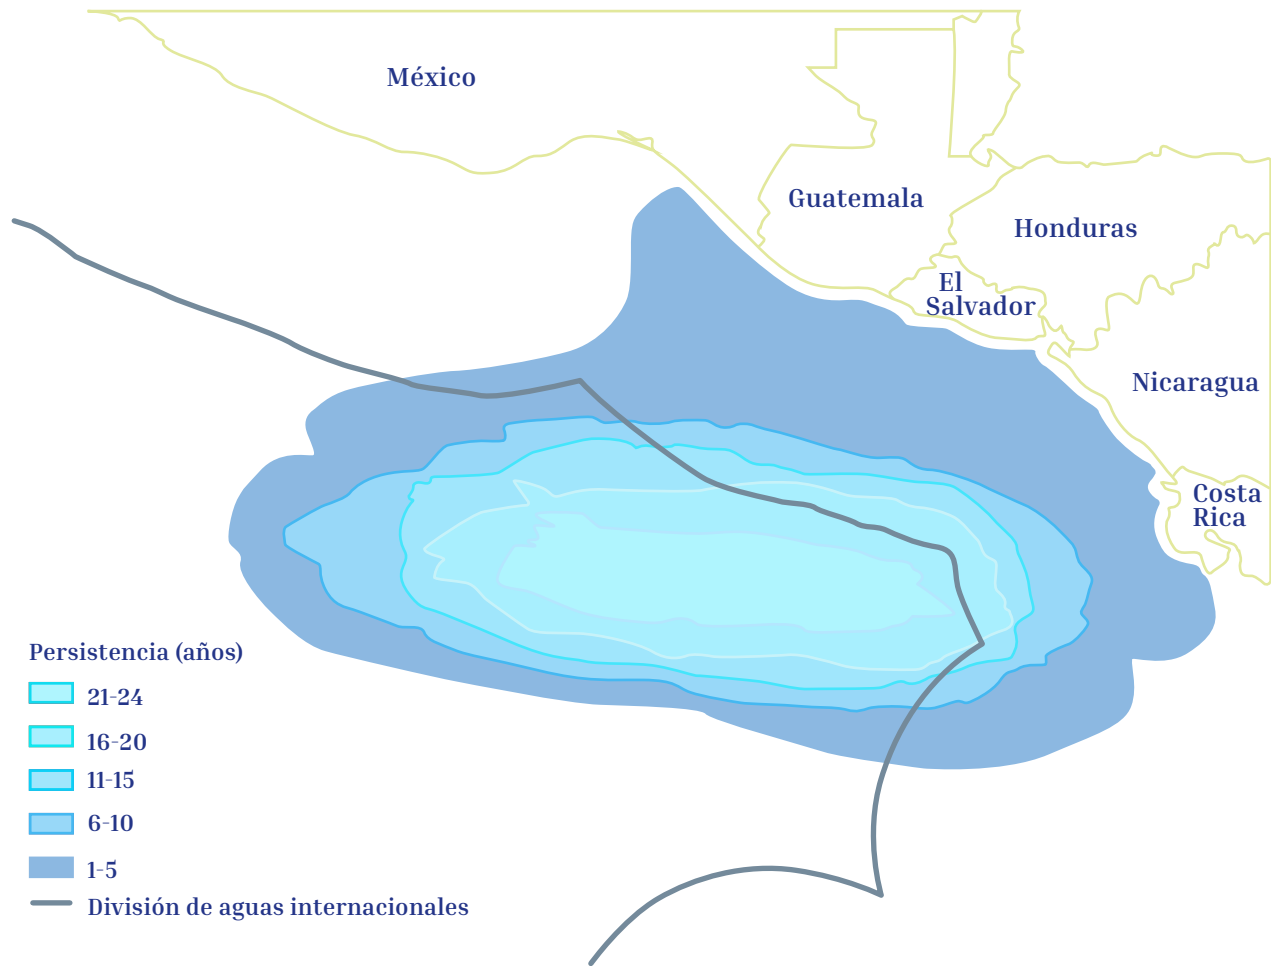 México
Guatemala
Honduras
El
Salvador
Nicaragua
Costa
Rica
Persistencia (años)
21-24
16-20
11-15
6-10
1-5
División de aguas internacionales